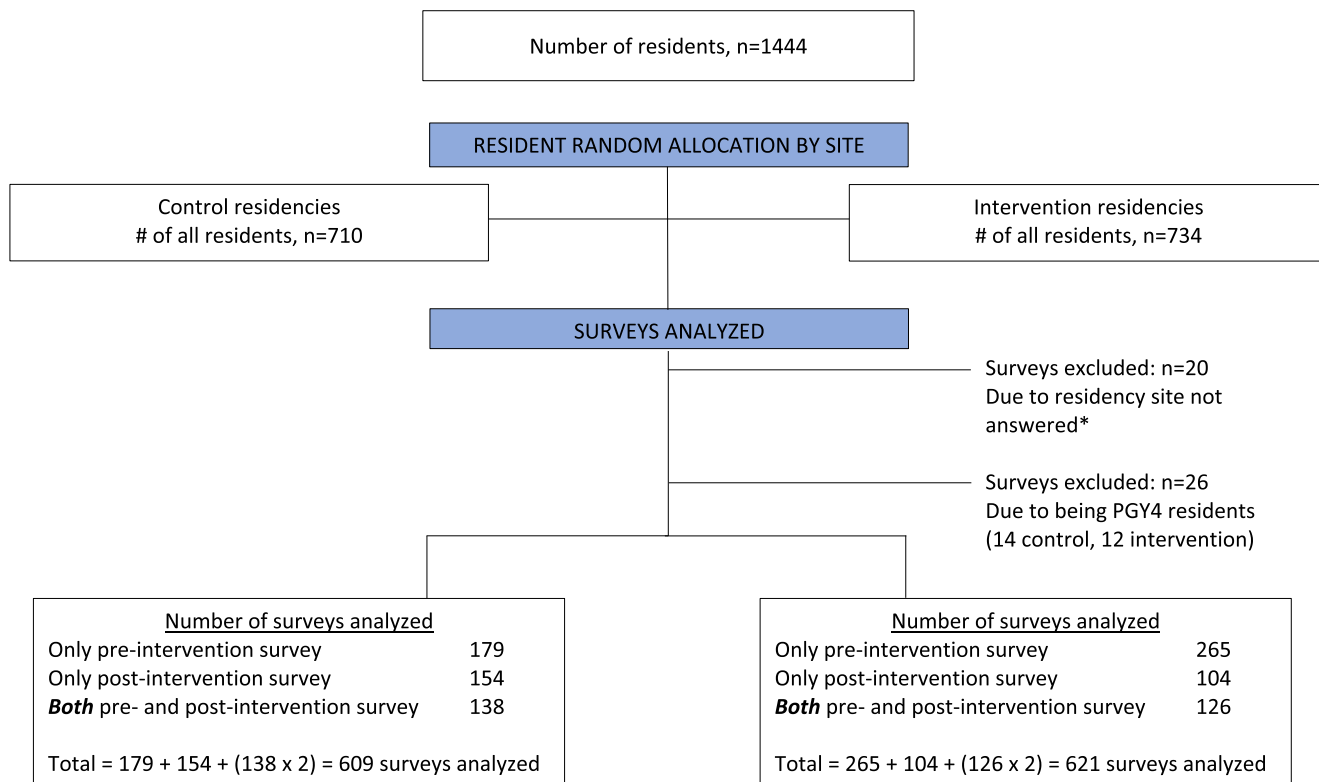 Number of residents, n=1444
RESIDENT RANDOM ALLOCATION BY SITE
Control residencies
# of all residents, n=710
Intervention residencies
# of all residents, n=734
SURVEYS ANALYZED
Surveys excluded: n=20
Due to residency site not
answered*
Surveys excluded: n=26
Due to being PGY4 residents
(14 control, 12 intervention)
Number of surveys analyzed
Only pre-intervention survey 179
Only post-intervention survey 154
Both pre- and post-intervention survey 138
Total = 179 + 154 + (138 x 2) = 609 surveys analyzed
Number of surveys analyzed
Only pre-intervention survey 265
Only post-intervention survey 104
Both pre- and post-intervention survey 126
Total = 265 + 104 + (126 x 2) = 621 surveys analyzed